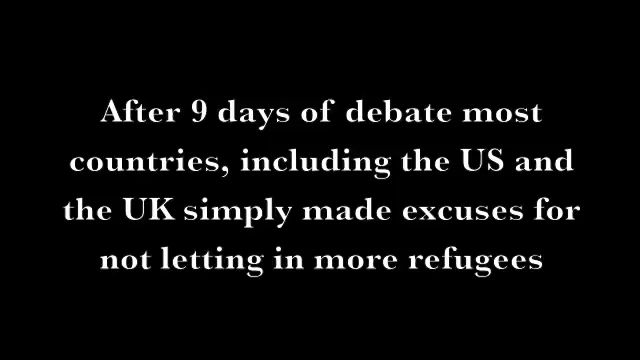 After 9 days of debate most
countries, including the US and
the UK simply made excuses for
not letting in more refugees